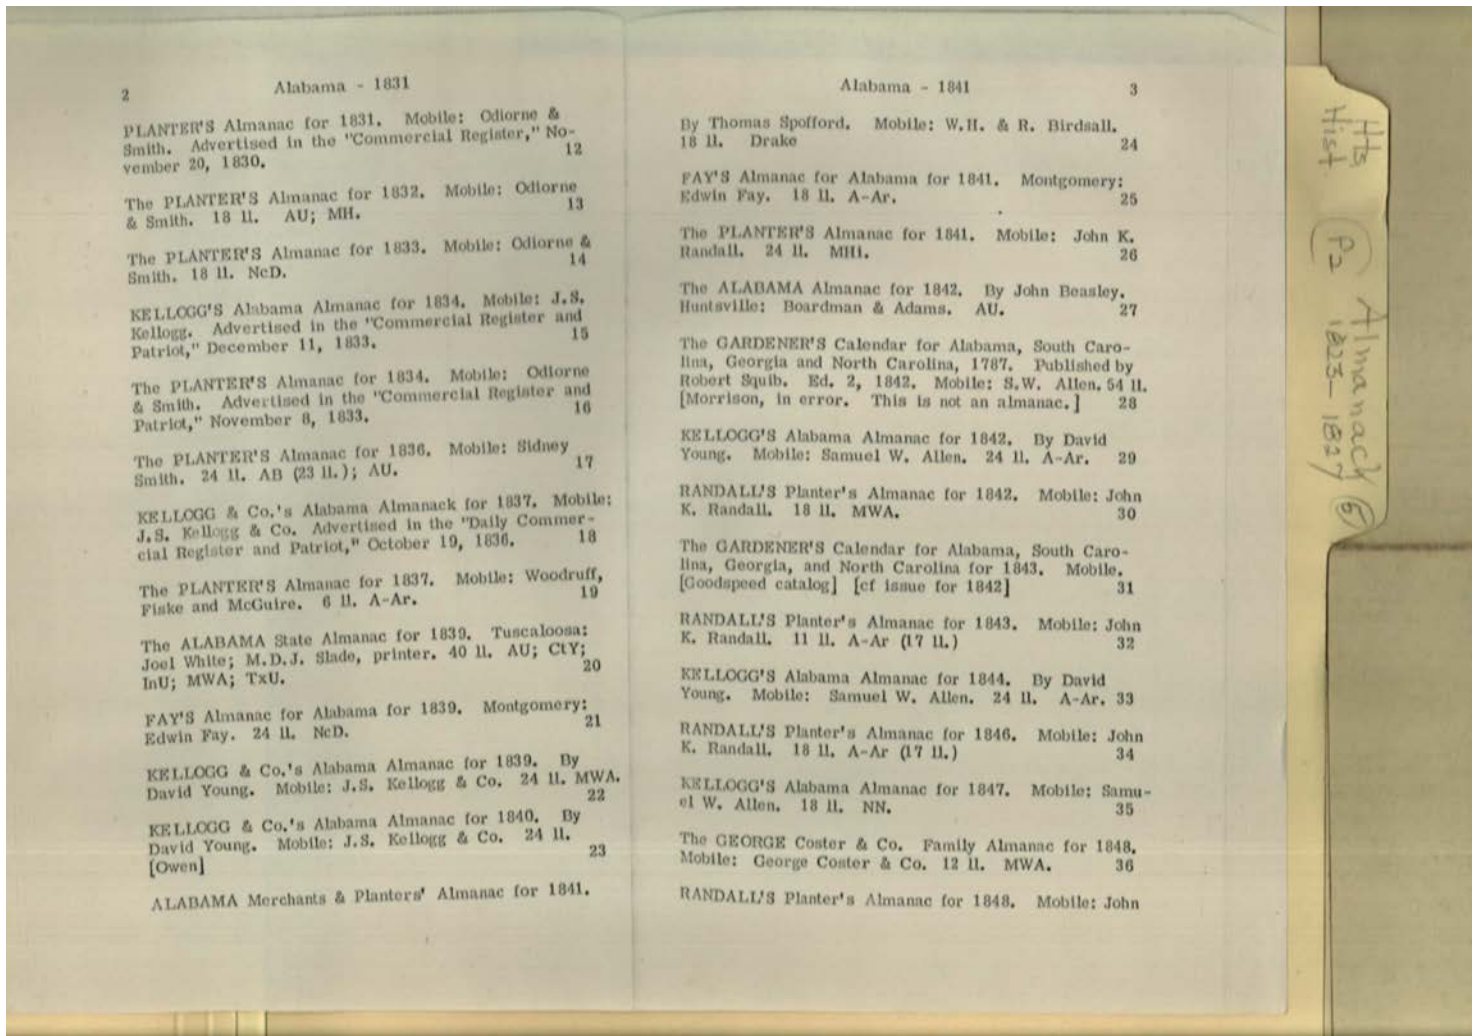 2 Alabama - 1831
PLANTER'S Almanac for 1831. Mobile: Odiorne &
Smith. Advertised in the "Commercial Register," No-
vember 20, 1830. 12
The PLANTER'S Almanac for 1832. Mobile: Odiorne
& Smith. 18 ll. AU; MH. 13
The PLANTER'S Almanac for 1833. Mobile: Odiorne &
Smith. 18 ll. NcD. 14
KELLOGG'S Alabama Almanac for 1834. Mobile: J.S.
Kellogg. Advertised in the "Commercial Register and
Patriot," December 11, 1833. 15
The PLANTER'S Almanac for 1834. Mobile: Odiorne
& Smith. Advertised in the "Commercial Register and
Patriot," November 8, 1833. 16
The PLANTER'S Almanac for 1836. Mobile: Sidney
Smith. 24 ll. AB (23 ll.); AU. 17
KELLOGG & Co.'s Alabama Almanack for 1837. Mobile:
J.S. Kellogg & Co. Advertised in the "Daily Commer-
cial Register and Patriot," October 19, 1836. 18
The PLANTER'S Almanac for 1837. Mobile: Woodruff,
Fiske and McGuire. 6 ll. A-Ar. 19
The ALABAMA State Almanac for 1839. Tuscaloosa:
Joel White; M.D.J. Slade, printer. 40 ll. AU; CtY;
InU; MWA; TxU. 20
FAY'S Almanac for Alabama for 1839. Montgomery:
Edwin Fay. 24 ll. NcD. 21
KELLOGG & Co.'s Alabama Almanac for 1839. By
David Young. Mobile: J.S. Kellogg & Co. 24 ll. MWA.
22
KELLOGG & Co.'s Alabama Almanac for 1840. By
David Young. Mobile: J.S. Kellogg & Co. 24 ll.
[Owen] 23
ALABAMA Merchants & Planters' Almanac for 1841.
Alabama - 1841 3
By Thomas Spofford. Mobile: W.H. & R. Birdsall.
18 ll. Drake 24
FAY'S Almanac for Alabama for 1841. Montgomery:
Edwin Fay. 18 ll. A-Ar. 25
The PLANTER'S Almanac for 1841. Mobile: John K.
Randall. 24 ll. MHi. 26
The ALABAMA Almanac for 1842. By John Beasley.
Huntsville: Boardman & Adams. AU. 27
The GARDENER'S Calendar for Alabama, South Caro-
lina, Georgia and North Carolina, 1787. Published by
Robert Squib. Ed. 2, 1842. Mobile: S.W. Allen. 54 ll.
[Morrison, in error. This is not an almanac.] 28
KELLOGG'S Alabama Almanac for 1842. By David
Young. Mobile: Samuel W. Allen. 24 ll. A-Ar. 29
RANDALL'S Planter's Almanac for 1842. Mobile: John
K. Randall. 18 ll. MWA. 30
The GARDENER'S Calendar for Alabama, South Caro-
lina, Georgia, and North Carolina for 1843. Mobile.
[Goodspeed catalog] [cf issue for 1842] 31
RANDALL'S Planter's Almanac for 1843. Mobile: John
K. Randall. 11 ll. A-Ar (17 ll.) 32
KELLOGG'S Alabama Almanac for 1844. By David
Young. Mobile: Samuel W. Allen. 24 ll. A-Ar. 33
RANDALL'S Planter's Almanac for 1846. Mobile: John
K. Randall. 18 ll. A-Ar (17 ll.) 34
KELLOGG'S Alabama Almanac for 1847. Mobile: Samu-
el W. Allen. 18 ll. NN. 35
The GEORGE Coster & Co. Family Almanac for 1848.
Mobile: George Coster & Co. 12 ll. MWA. 36
RANDALL'S Planter's Almanac for 1848. Mobile: John
Hts Almanack 5
Hist P2 1823-1827